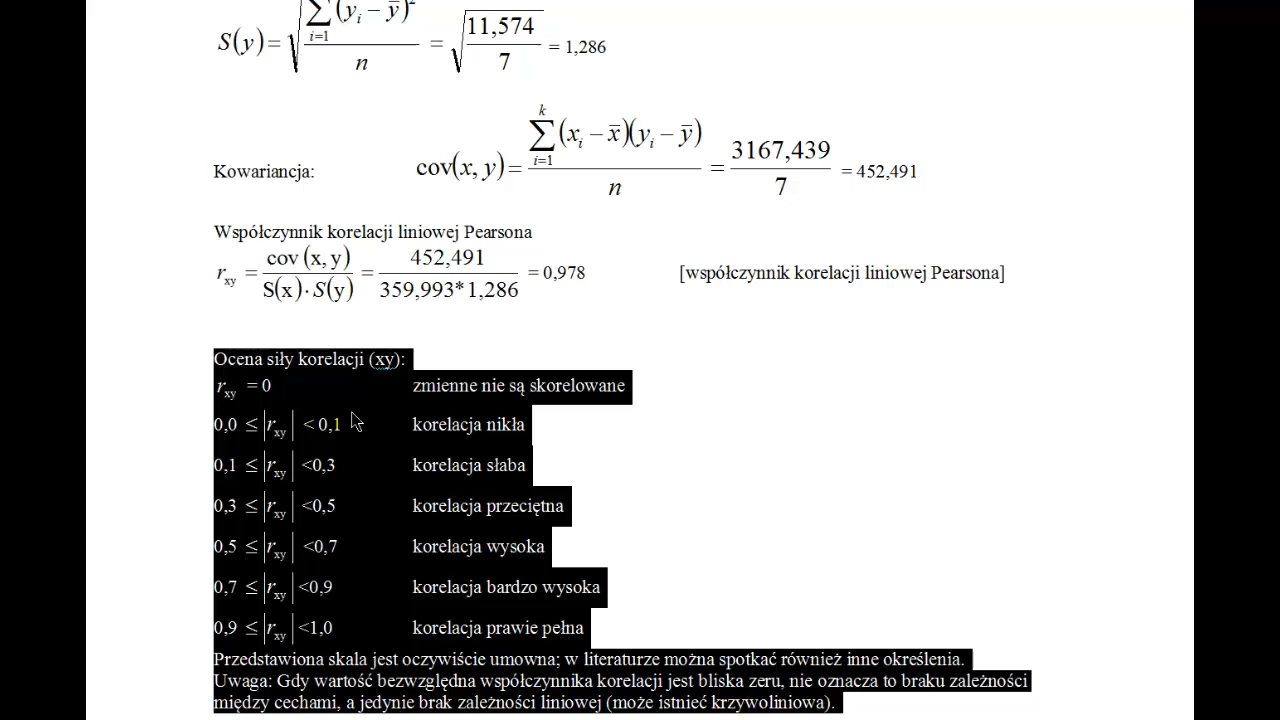 S(y) = √(∑ i=1 (y_i − ȳ)² / n) = √(11,574 / 7) = 1,286
Kowariancja: cov(x, y) = ∑ k i=1 (x_i − x̄)(y_i − ȳ) / n = 3167,439 / 7 = 452,491
Współczynnik korelacji liniowej Pearsona
r_xy = cov (x, y) / S(x) · S(y) = 452,491 / 359,993*1,286 = 0,978 [współczynnik korelacji liniowej Pearsona]
Ocena siły korelacji (xy):
r_xy = 0 zmienne nie są skorelowane
0,0 ≤ |r_xy| < 0,1 korelacja nikła
0,1 ≤ |r_xy| <0,3 korelacja słaba
0,3 ≤ |r_xy| <0,5 korelacja przeciętna
0,5 ≤ |r_xy| <0,7 korelacja wysoka
0,7 ≤ |r_xy| <0,9 korelacja bardzo wysoka
0,9 ≤ |r_xy| <1,0 korelacja prawie pełna
Przedstawiona skala jest oczywiście umowna; w literaturze można spotkać również inne określenia.
Uwaga: Gdy wartość bezwzględna współczynnika korelacji jest bliska zeru, nie oznacza to braku zależności
między cechami, a jedynie brak zależności liniowej (może istnieć krzywoliniowa).